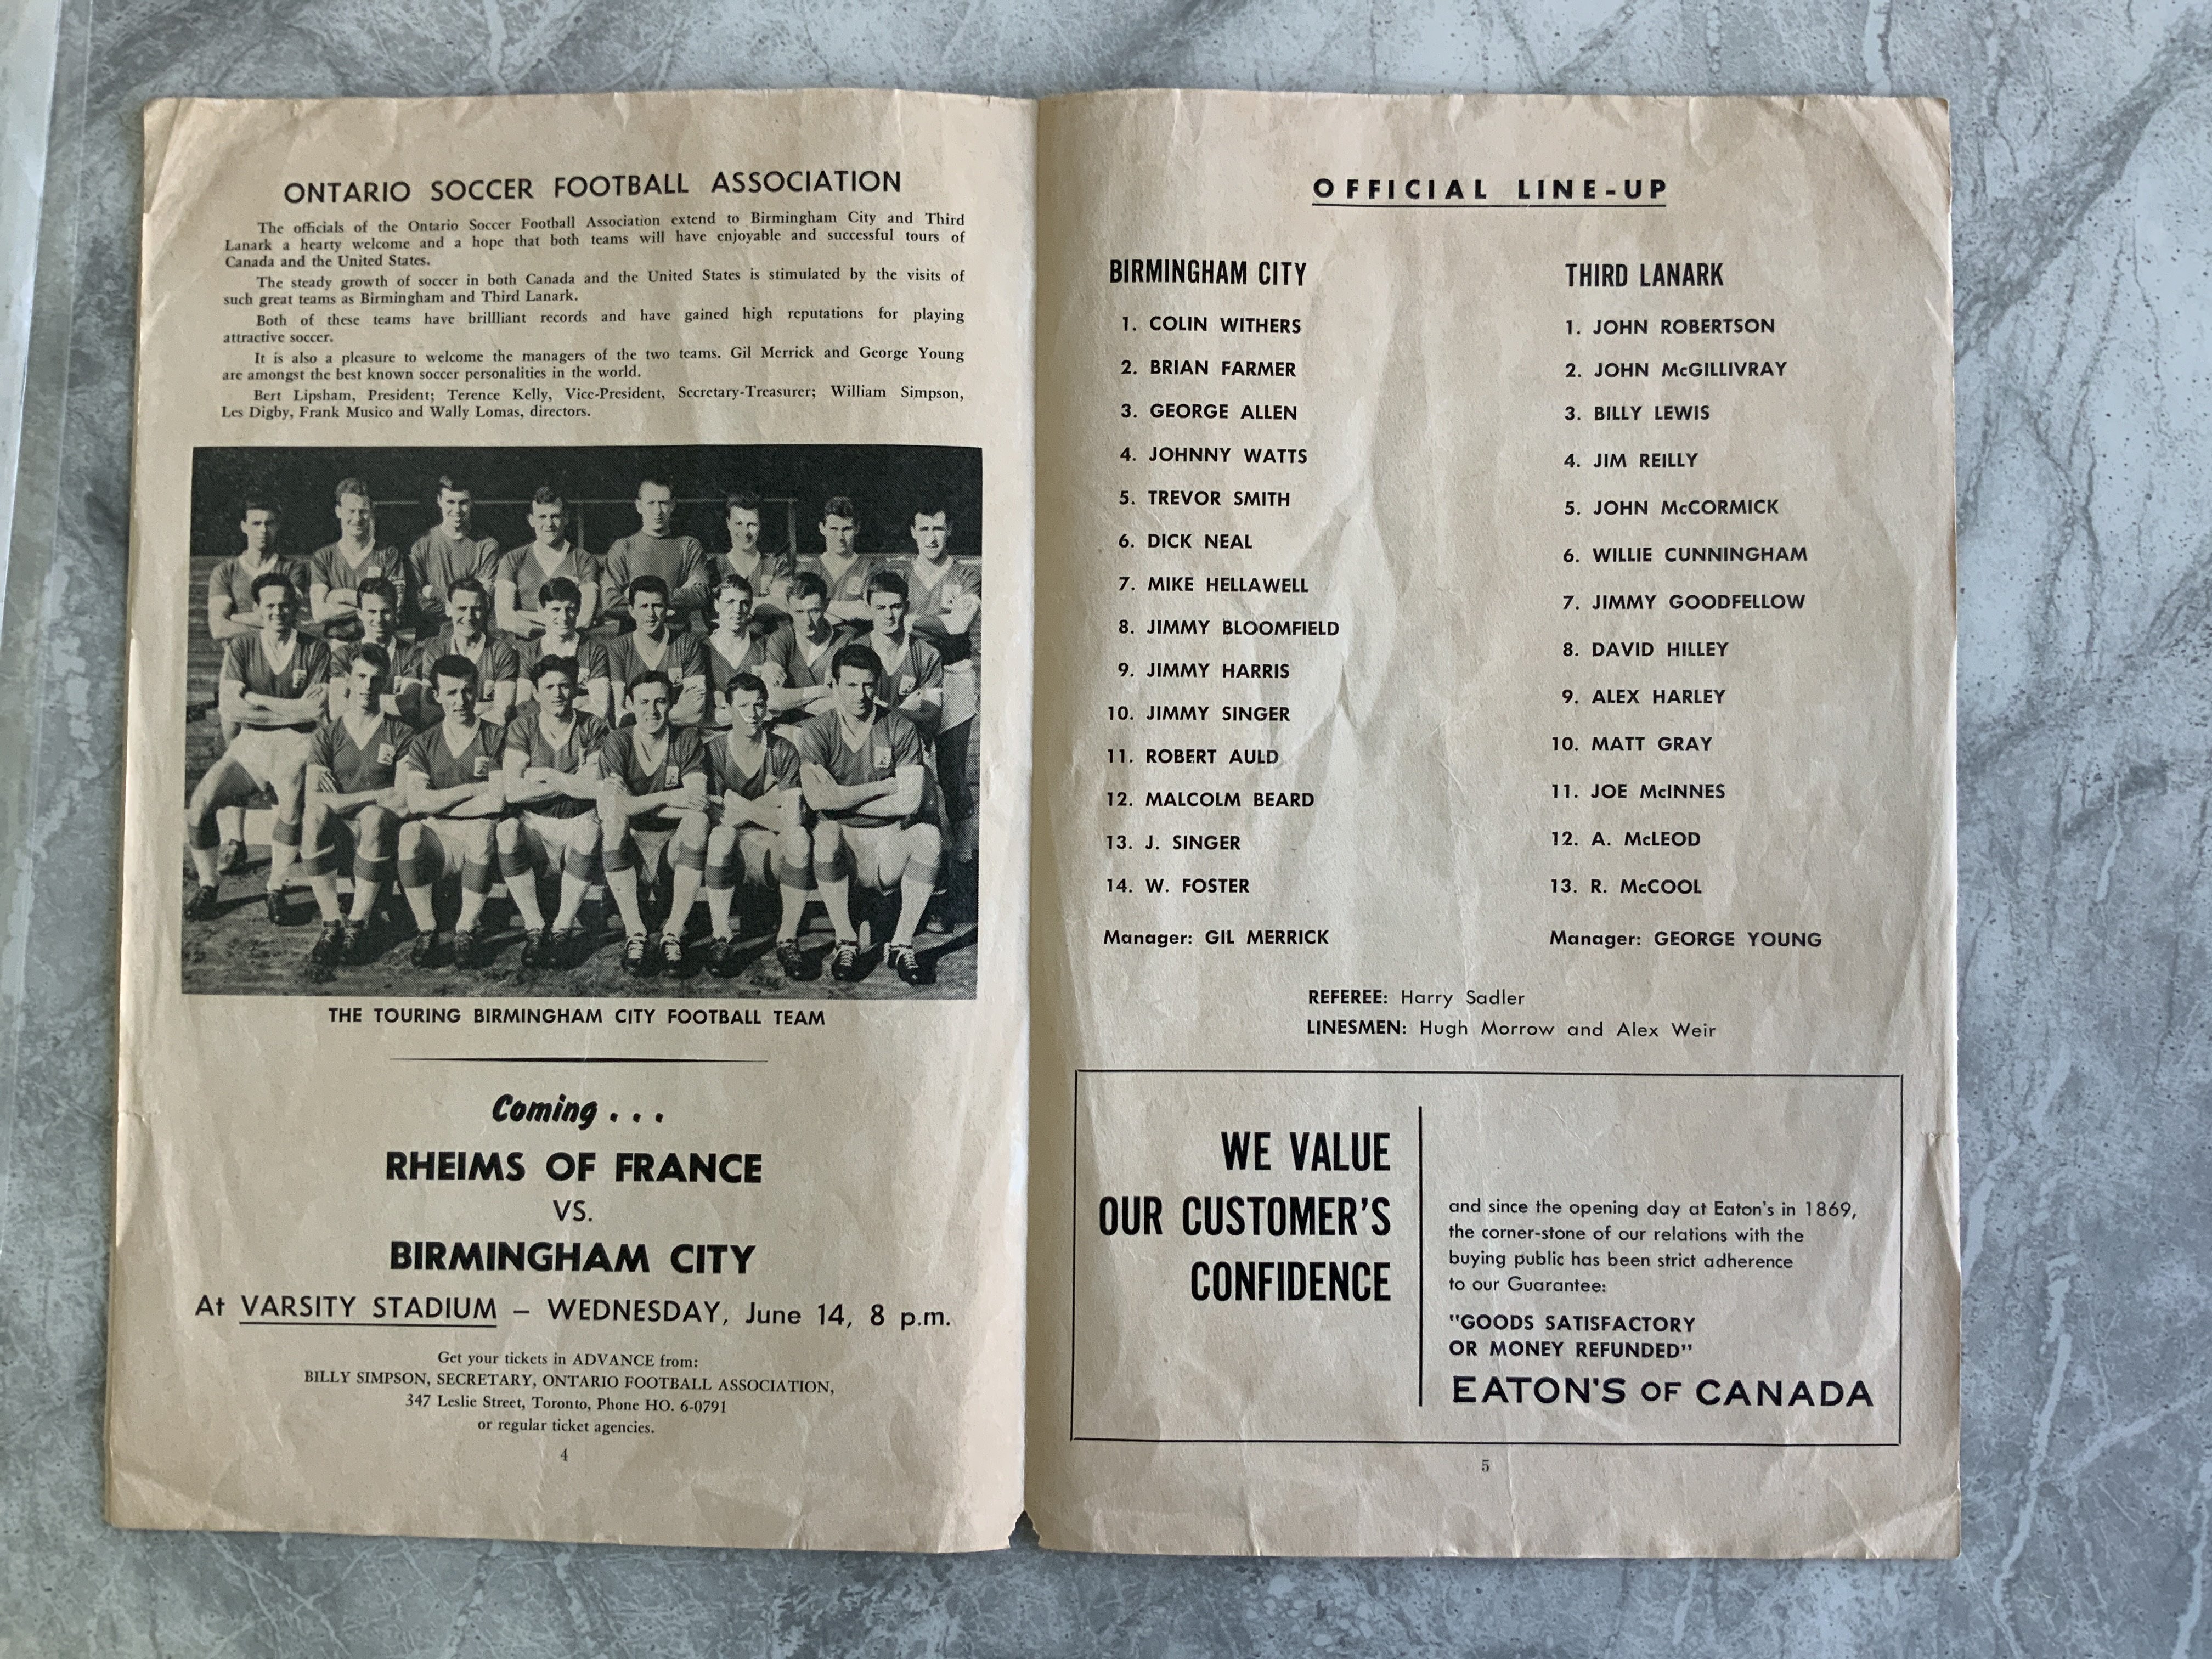 ONTARIO SOCCER FOOTBALL ASSOCIATION
The officials of the Ontario Soccer Football Association extend to Birmingham City and Third
Lanark a hearty welcome and a hope that both teams will have enjoyable and successful tours of
Canada and the United States.
The steady growth of soccer in both Canada and the United States is stimulated by the visits of
such great teams as Birmingham and Third Lanark.
Both of these teams have brillliant records and have gained high reputations for playing
attractive soccer.
It is also a pleasure to welcome the managers of the two teams. Gil Merrick and George Young
are amongst the best known soccer personalities in the world.
Bert Lipsham, President; Terence Kelly, Vice-President, Secretary-Treasurer; William Simpson,
Les Digby, Frank Musico and Wally Lomas, directors.
THE TOURING BIRMINGHAM CITY FOOTBALL TEAM
Coming . . .
RHEIMS OF FRANCE
VS.
BIRMINGHAM CITY
At VARSITY STADIUM – WEDNESDAY, June 14, 8 p.m.
Get your tickets in ADVANCE from:
BILLY SIMPSON, SECRETARY, ONTARIO FOOTBALL ASSOCIATION,
347 Leslie Street, Toronto, Phone HO. 6-0791
or regular ticket agencies.
4
OFFICIAL LINE-UP
BIRMINGHAM CITY
1. COLIN WITHERS
2. BRIAN FARMER
3. GEORGE ALLEN
4. JOHNNY WATTS
5. TREVOR SMITH
6. DICK NEAL
7. MIKE HELLAWELL
8. JIMMY BLOOMFIELD
9. JIMMY HARRIS
10. JIMMY SINGER
11. ROBERT AULD
12. MALCOLM BEARD
13. J. SINGER
14. W. FOSTER
Manager: GIL MERRICK
THIRD LANARK
1. JOHN ROBERTSON
2. JOHN McGILLIVRAY
3. BILLY LEWIS
4. JIM REILLY
5. JOHN McCORMICK
6. WILLIE CUNNINGHAM
7. JIMMY GOODFELLOW
8. DAVID HILLEY
9. ALEX HARLEY
10. MATT GRAY
11. JOE McINNES
12. A. McLEOD
13. R. McCOOL
Manager: GEORGE YOUNG
REFEREE: Harry Sadler
LINESMEN: Hugh Morrow and Alex Weir
WE VALUE
OUR CUSTOMER'S
CONFIDENCE
and since the opening day at Eaton's in 1869,
the corner-stone of our relations with the
buying public has been strict adherence
to our Guarantee:
"GOODS SATISFACTORY
OR MONEY REFUNDED"
EATON'S OF CANADA
5